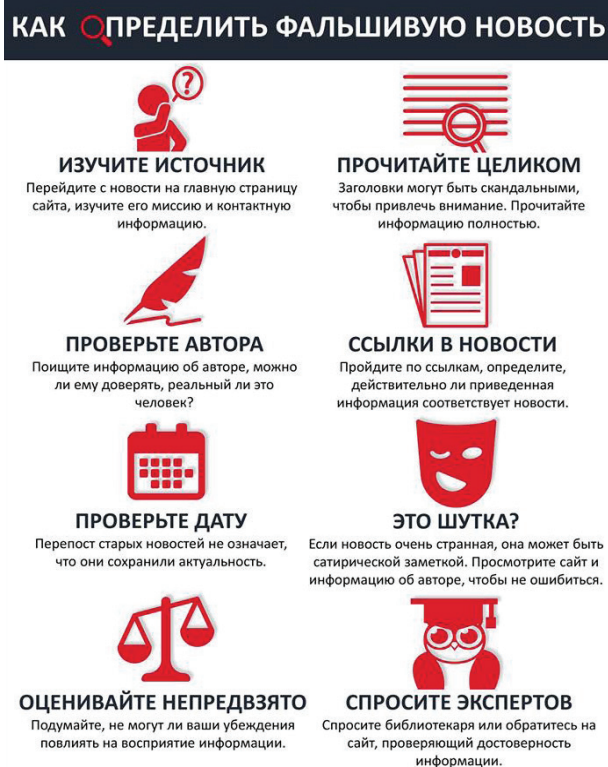 КАК ОПРЕДЕЛИТЬ ФАЛЬШИВУЮ НОВОСТЬ
ИЗУЧИТЕ ИСТОЧНИК
Перейдите с новости на главную страницу
сайта, изучите его миссию и контактную
информацию.
ПРОЧИТАЙТЕ ЦЕЛИКОМ
Заголовки могут быть скандальными,
чтобы привлечь внимание. Прочитайте
информацию полностью.
ПРОВЕРЬТЕ АВТОРА
Поищите информацию об авторе, можно
ли ему доверять, реальный ли это
человек?
ССЫЛКИ В НОВОСТИ
Пройдите по ссылкам, определите,
действительно ли приведенная
информация соответствует новости.
ПРОВЕРЬТЕ ДАТУ
Перепост старых новостей не означает,
что они сохранили актуальность.
ЭТО ШУТКА?
Если новость очень странная, она может быть
сатирической заметкой. Просмотрите сайт и
информацию об авторе, чтобы не ошибиться.
ОЦЕНИВАЙТЕ НЕПРЕДВЗЯТО
Подумайте, не могут ли ваши убеждения
повлиять на восприятие информации.
СПРОСИТЕ ЭКСПЕРТОВ
Спросите библиотекаря или обратитесь на
сайт, проверяющий достоверность
информации.